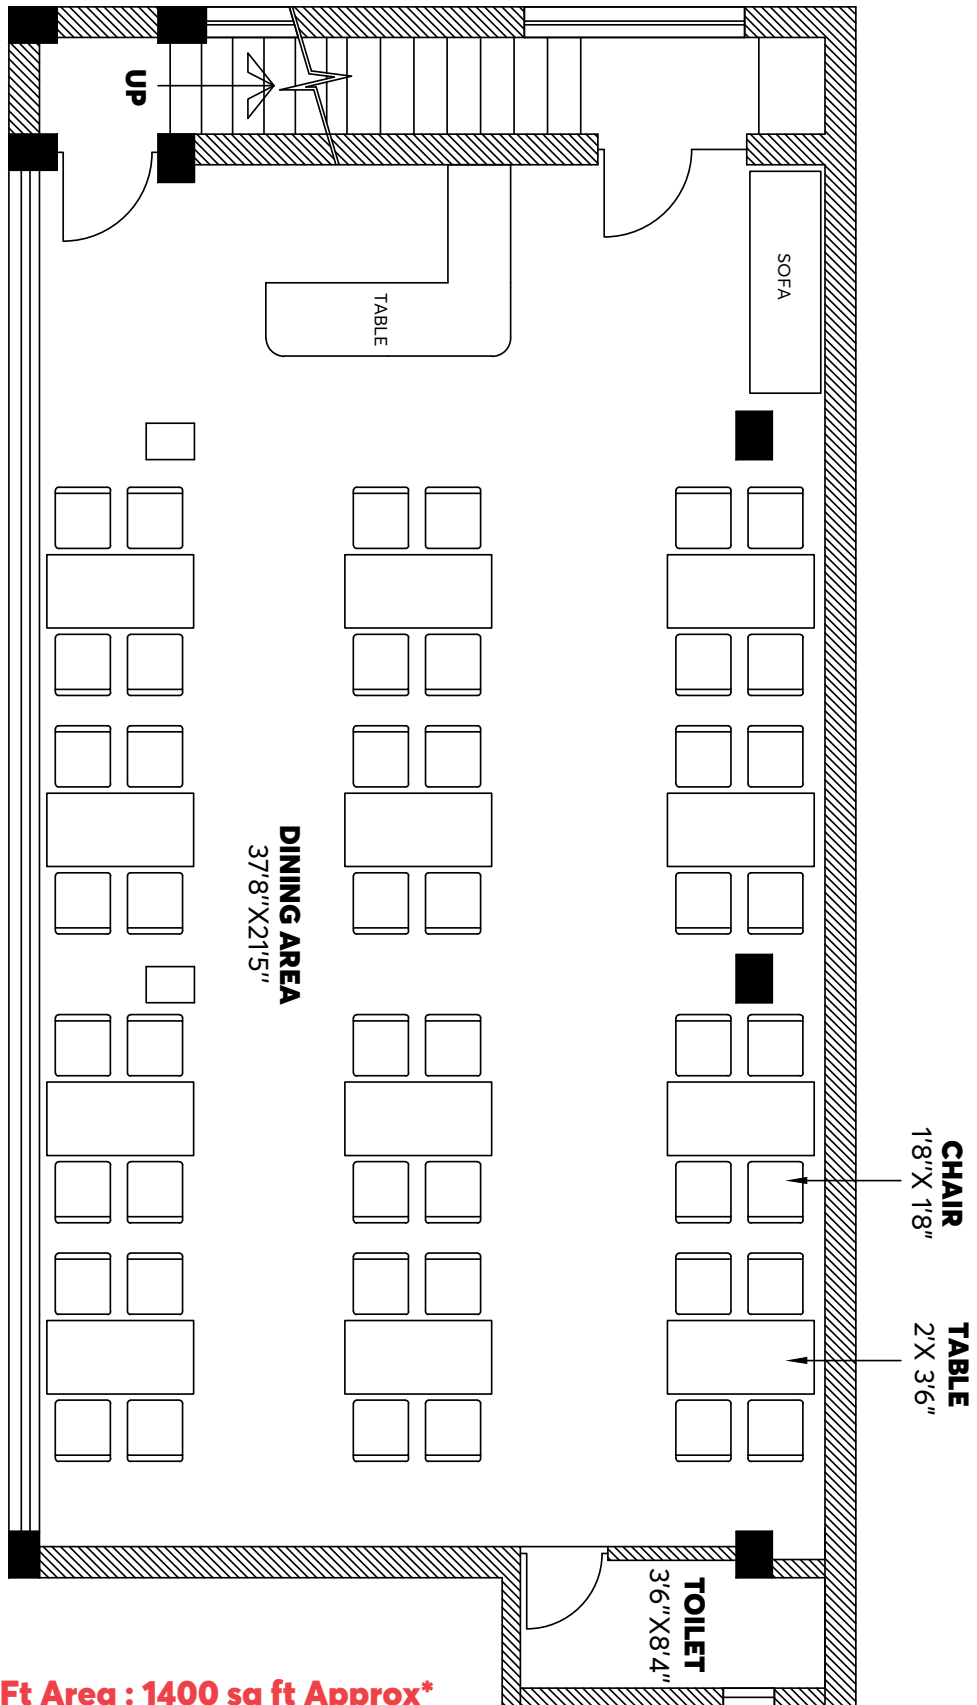 UP
SOFA
TABLE
DINING AREA
37'8"X21'5"
CHAIR
1'8"X 1'8"
TABLE
2'X 3'6"
TOILET
3'6"X8'4"
Ft Area : 1400 sq ft Approx*